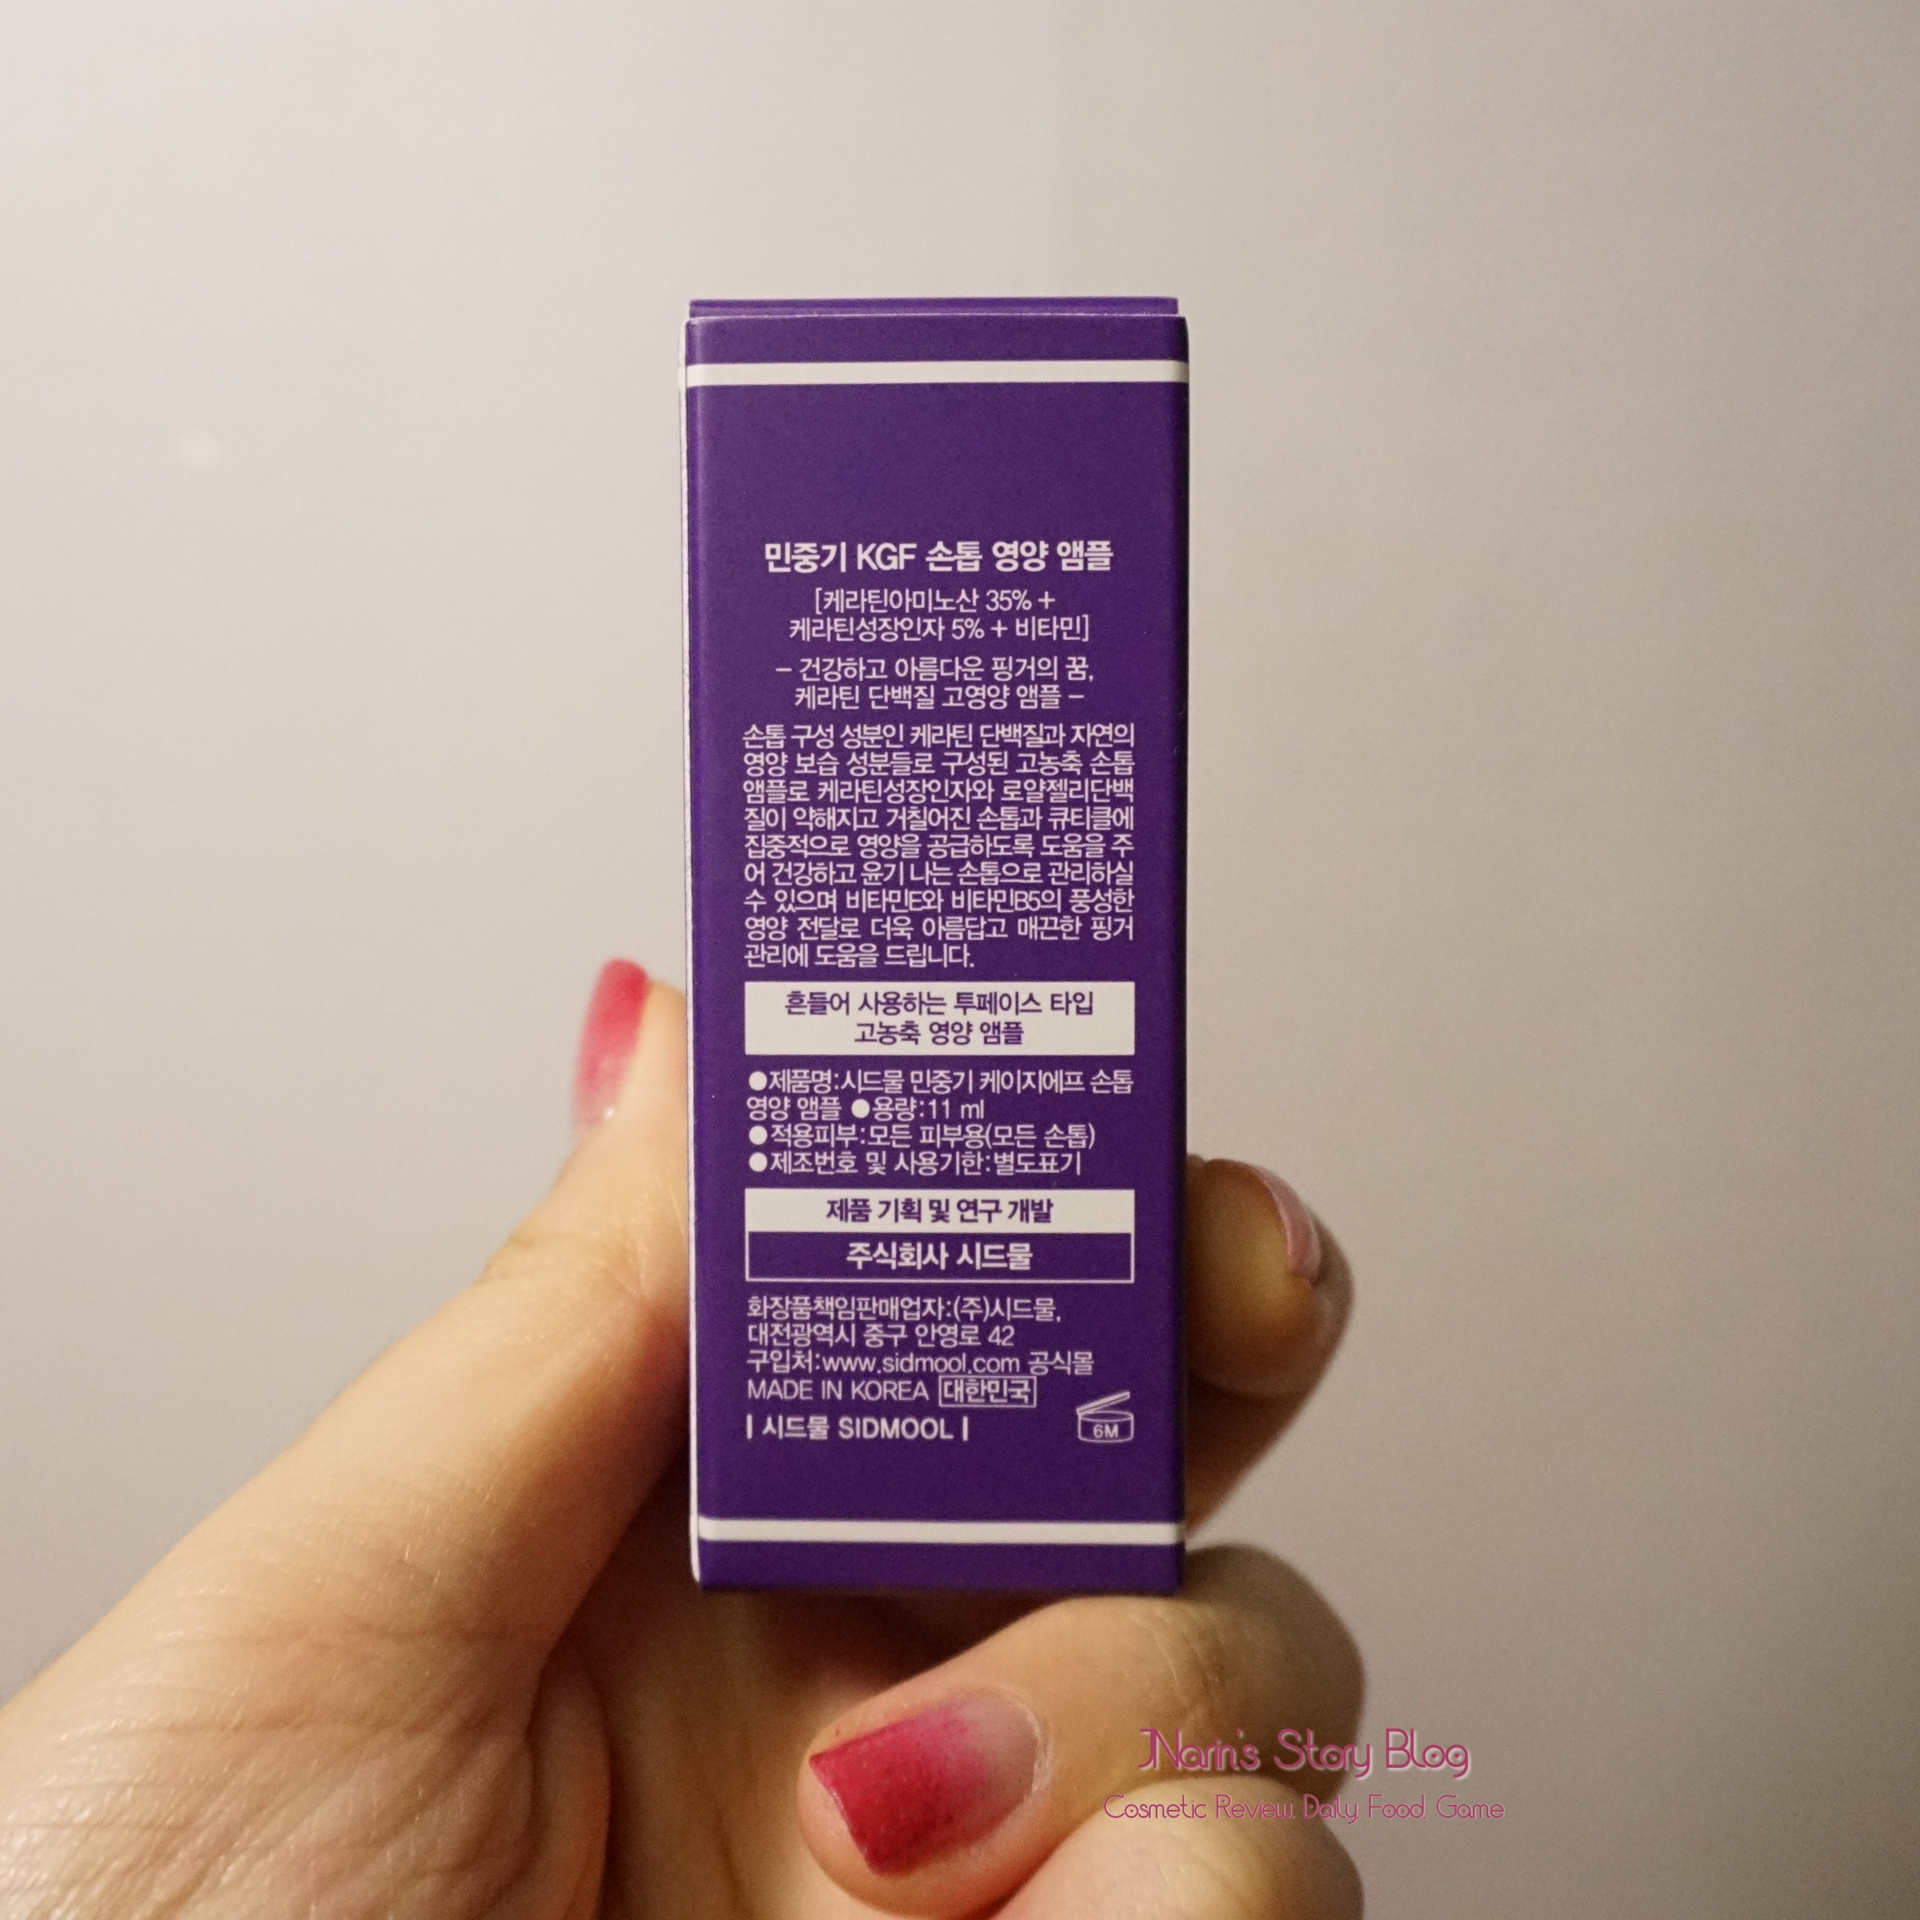 민중기 KGF 손톱 영양 앰플
[케라틴아미노산 35% +
케라틴성장인자 5% + 비타민]
– 건강하고 아름다운 핑거의 꿈,
케라틴 단백질 고영양 앰플 –
손톱 구성 성분인 케라틴 단백질과 자연의
영양 보습 성분들로 구성된 고농축 손톱
앰플로 케라틴성장인자와 로얄젤리단백
질이 약해지고 거칠어진 손톱과 큐티클에
집중적으로 영양을 공급하도록 도움을 주
어 건강하고 윤기 나는 손톱으로 관리하실
수 있으며 비타민E와 비타민B5의 풍성한
영양 전달로 더욱 아름답고 매끈한 핑거
관리에 도움을 드립니다.
흔들어 사용하는 투페이스 타입
고농축 영양 앰플
●제품명:시드물 민중기 케이지에프 손톱
영양 앰플 ●용량:11 ml
●적용피부:모든 피부용(모든 손톱)
●제조번호 및 사용기한:별도표기
제품 기획 및 연구 개발
주식회사 시드물
화장품책임판매업자:(주)시드물,
대전광역시 중구 안영로 42
구입처:www.sidmool.com 공식몰
MADE IN KOREA 대한민국
| 시드물 SIDMOOL |
6M
JNarin's Story Blog
Cosmetic Review. Daily. Food. Game